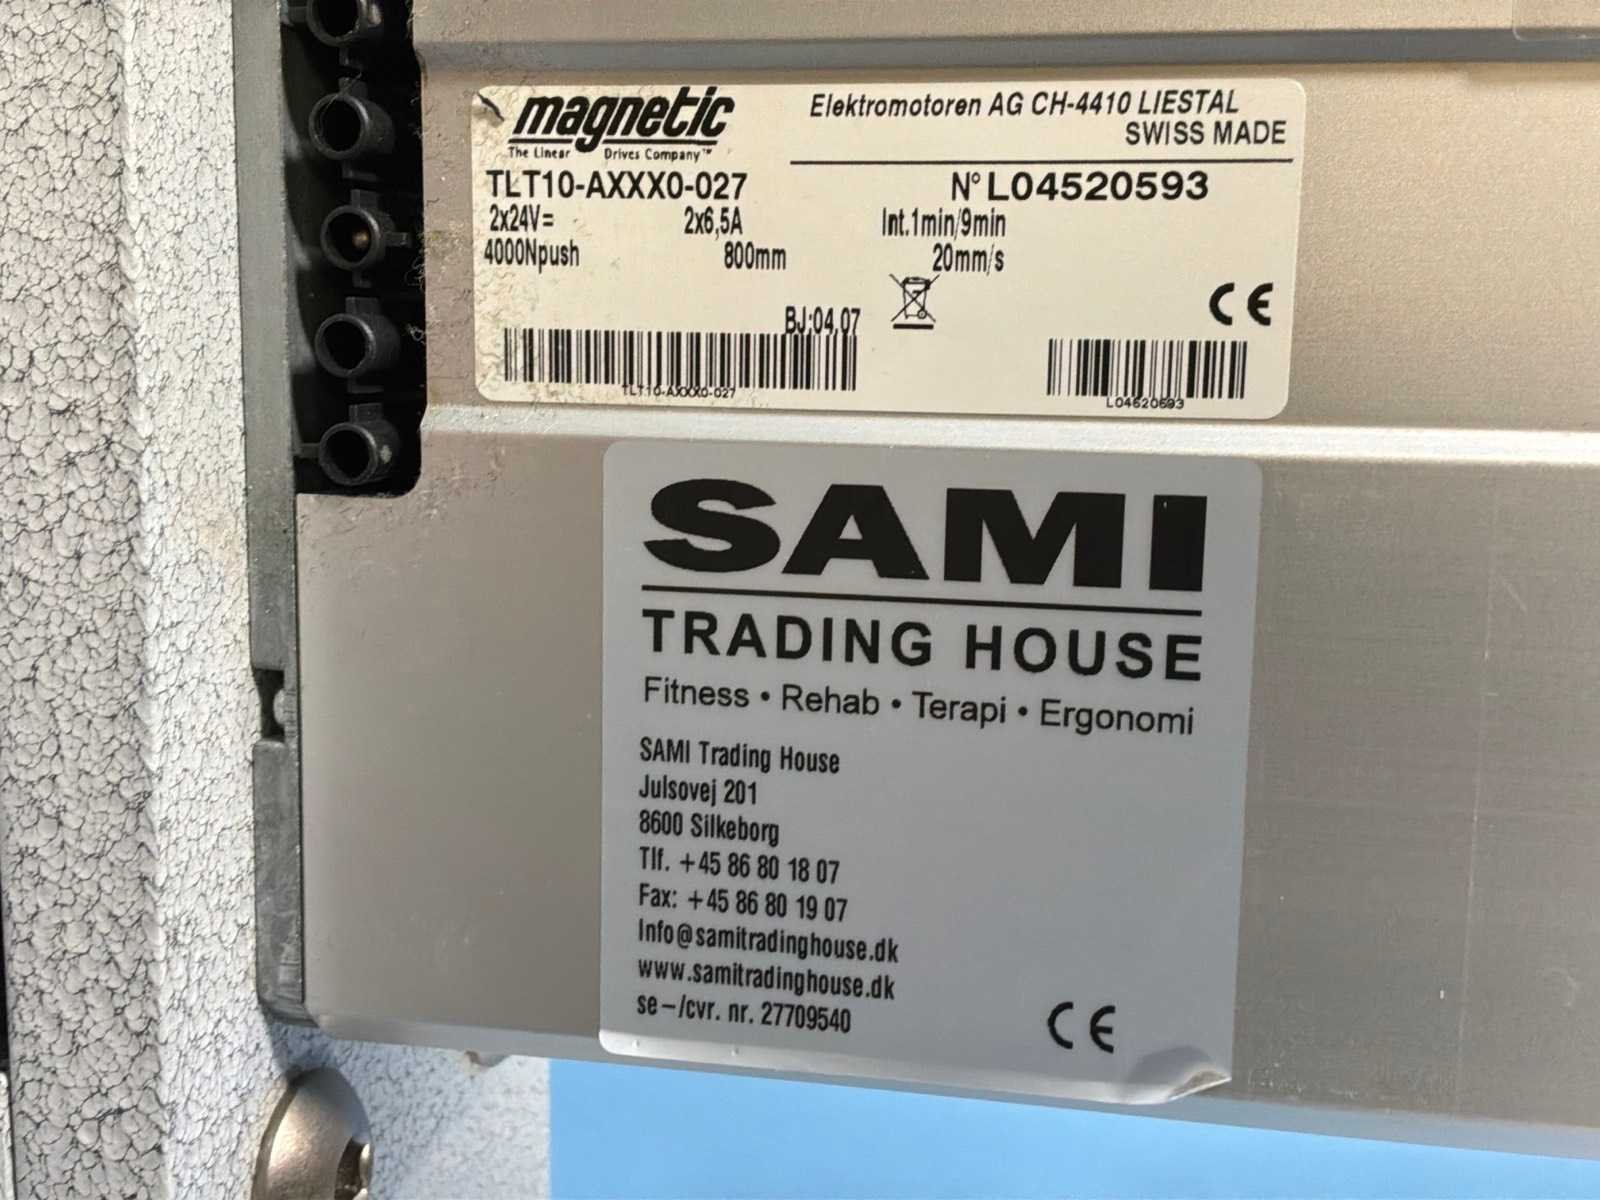 magnetic
The Linear Drives Company™
Elektromotoren AG CH-4410 LIESTAL
SWISS MADE
TLT10-AXXX0-027
N° L04520593
2x24V= 2x6,5A Int.1min/9min
4000Npush 800mm 20mm/s
BJ:04.07
CE
TLT10-AXXX0-027
L04520593
SAMI
TRADING HOUSE
Fitness • Rehab • Terapi • Ergonomi
SAMI Trading House
Julsovej 201
8600 Silkeborg
Tlf. +45 86 80 18 07
Fax: +45 86 80 19 07
Info@samitradinghouse.dk
www.samitradinghouse.dk
se-/cvr. nr. 27709540
CE